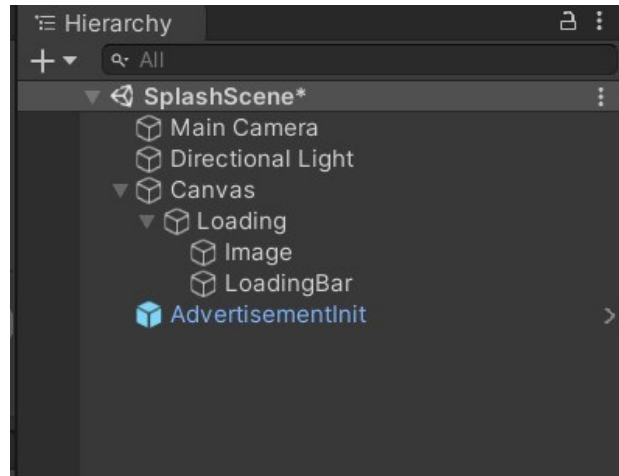 Hierarchy
All
SplashScene*
Main Camera
Directional Light
Canvas
Loading
Image
LoadingBar
AdvertisementInit